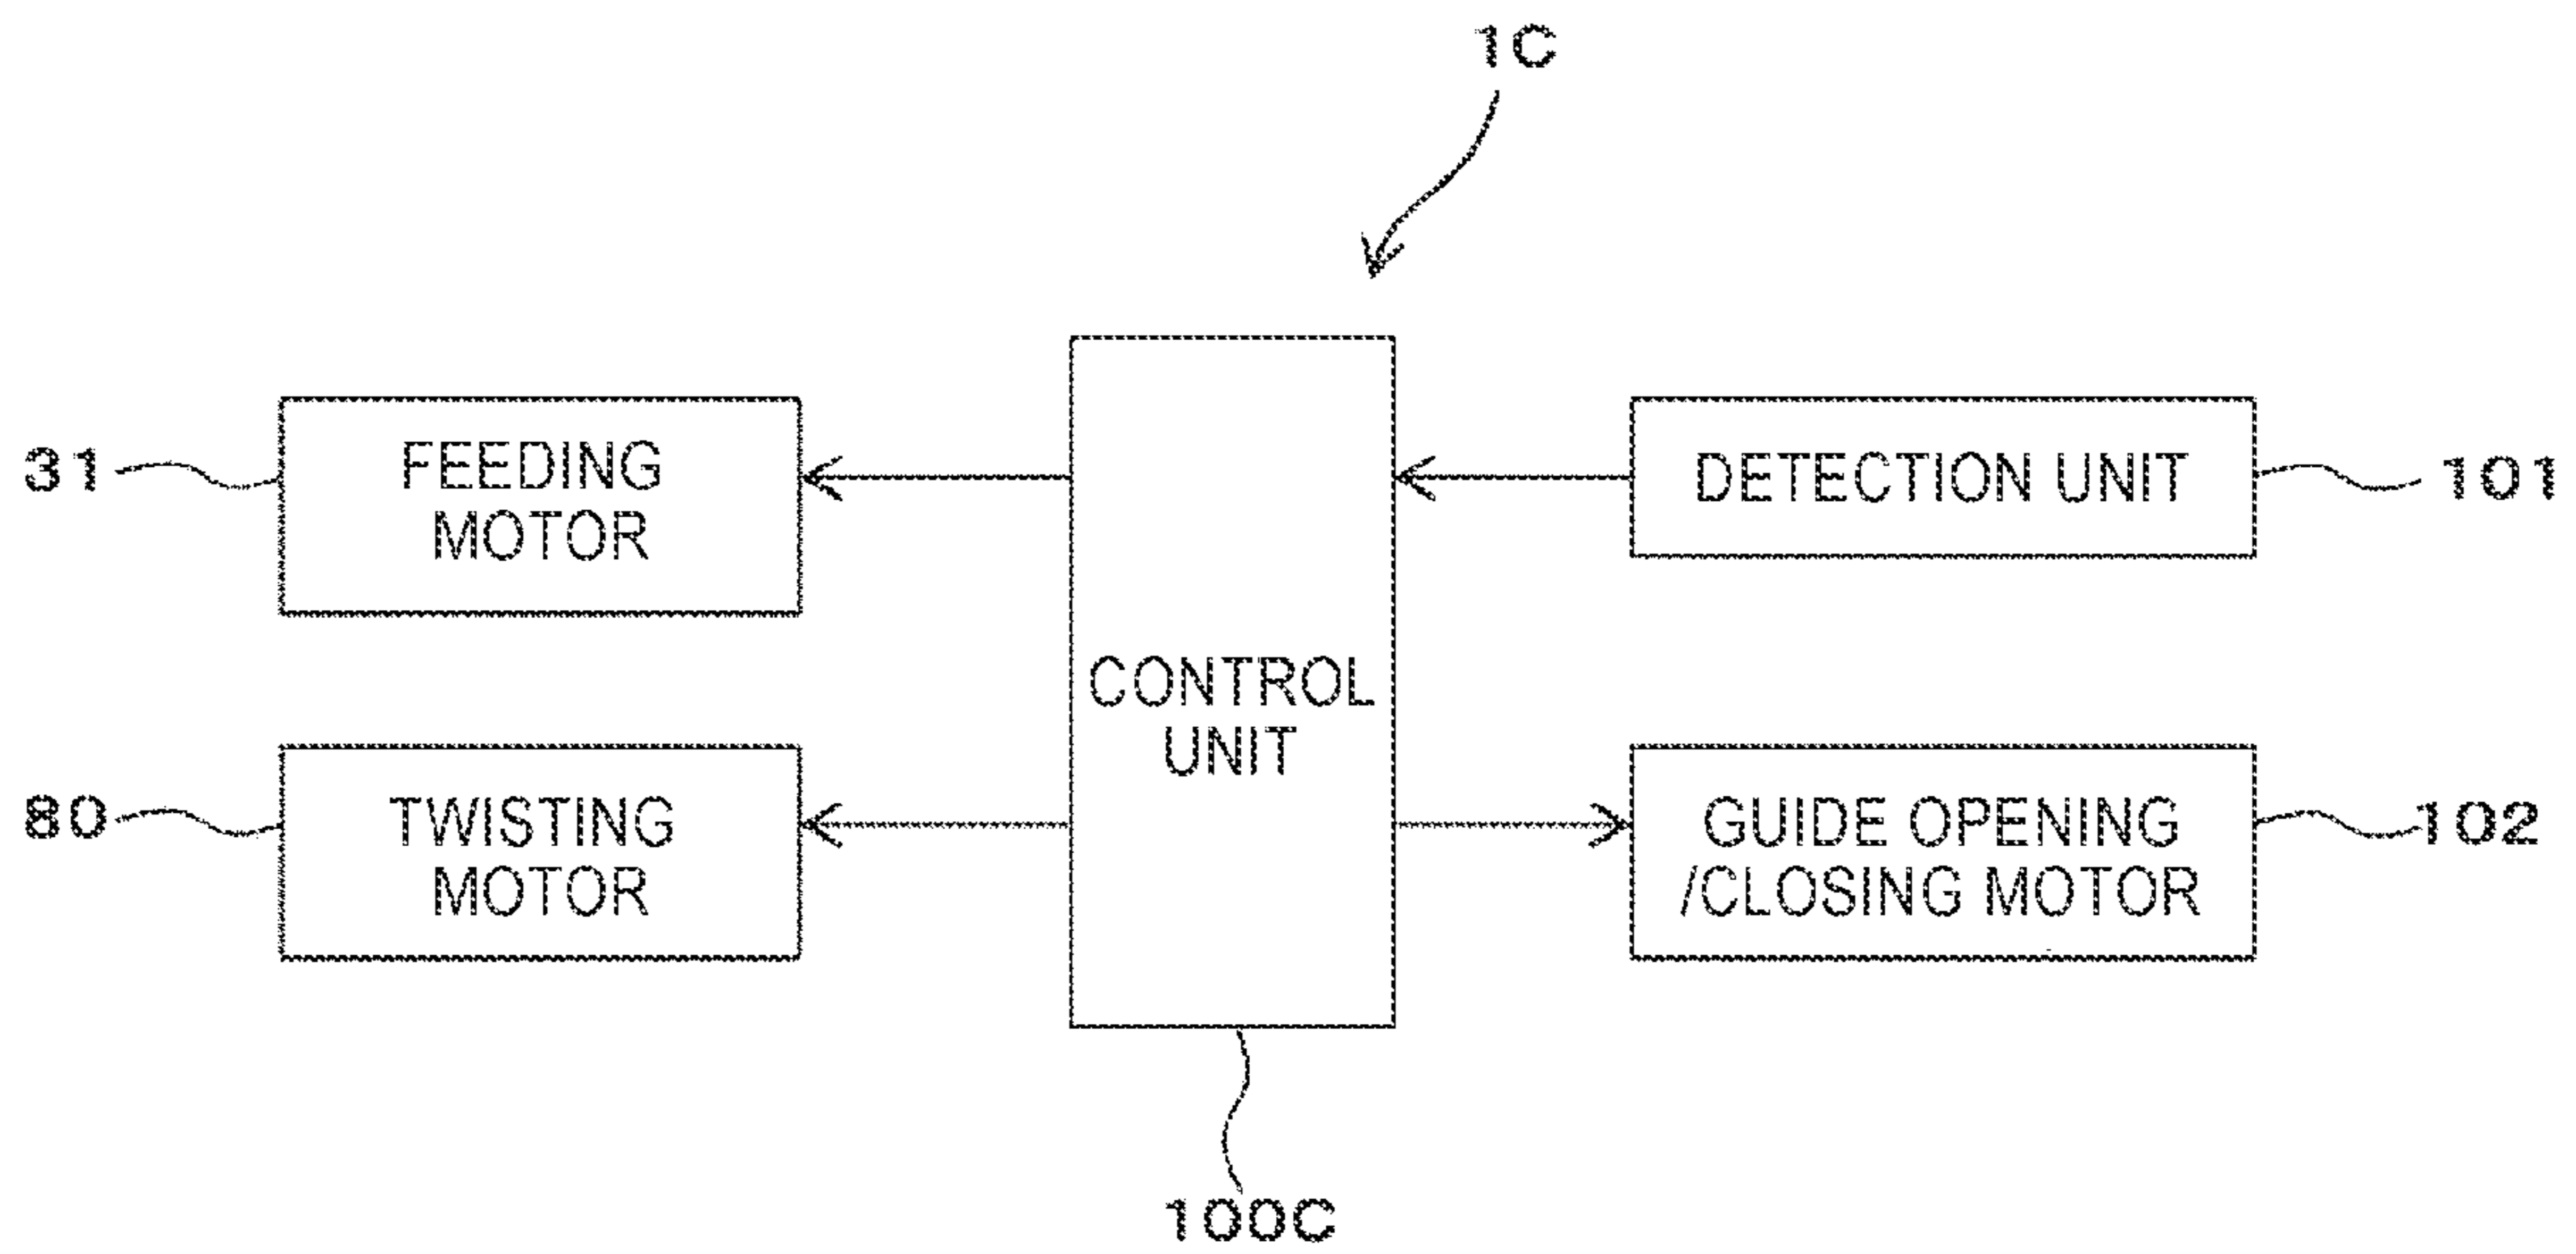 1C
31
FEEDING
MOTOR
DETECTION UNIT
101
CONTROL
UNIT
80
TWISTING
MOTOR
GUIDE OPENING
/CLOSING MOTOR
102
100C